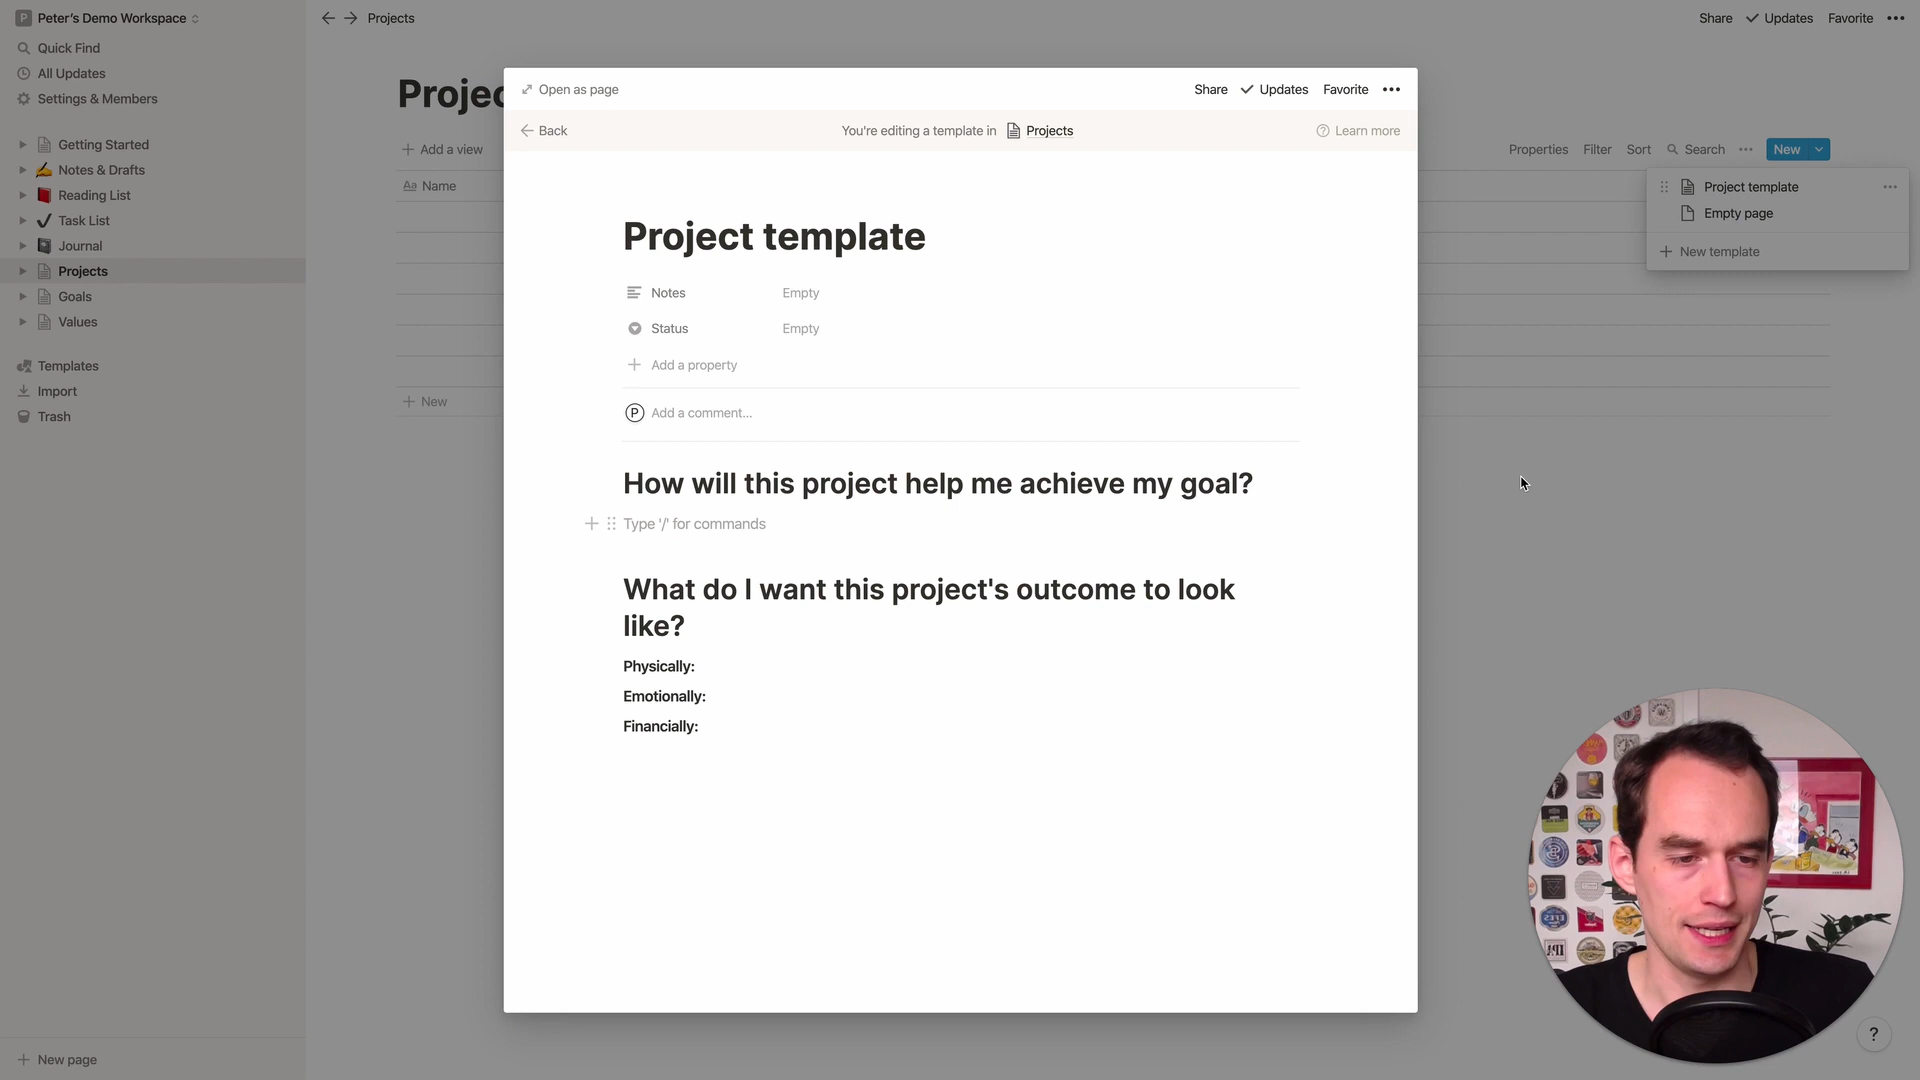 P Peter's Demo Workspace
Quick Find
All Updates
Settings & Members
Getting Started
Notes & Drafts
Reading List
Task List
Journal
Projects
Goals
Values
Templates
Import
Trash
New page
Projects
Share Updates Favorite
Projec
Add a view
Properties Filter Sort Search New
Aa Name
New
Project template
Empty page
New template
Open as page
Share Updates Favorite
Back
You're editing a template in Projects
Learn more
Project template
Notes Empty
Status Empty
Add a property
P Add a comment...
How will this project help me achieve my goal?
Type '/' for commands
What do I want this project's outcome to look
like?
Physically:
Emotionally:
Financially:
EFES
IPA
?